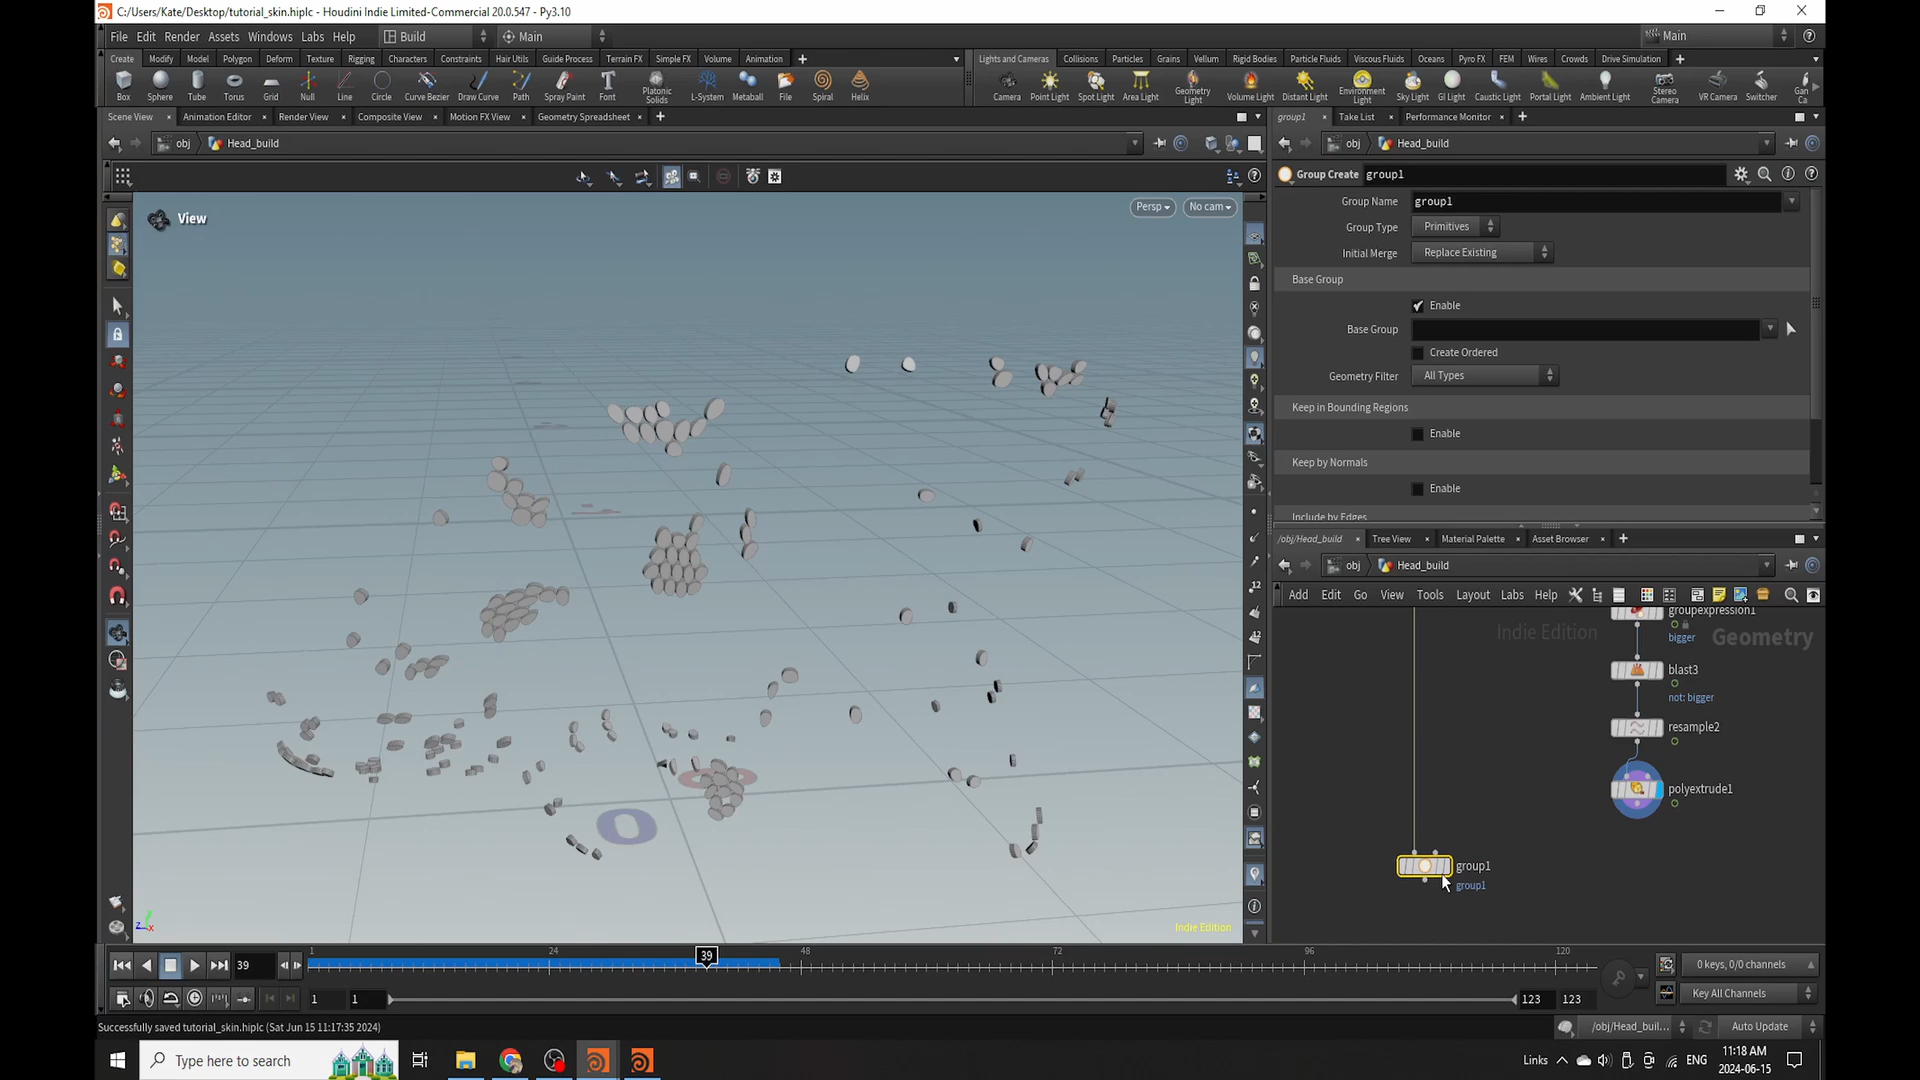 C:/Users/Kate/Desktop/tutorial_skin.hiplc - Houdini Indie Limited-Commercial 20.0.547 - Py3.10
File Edit Render Assets Windows Labs Help Build Main Main
Create Modify Model Polygon Deform Texture Rigging Characters Constraints Hair Utils Guide Process Terrain FX Simple FX Volume Animation
Lights and Cameras Collisions Particles Grains Vellum Rigid Bodies Particle Fluids Viscous Fluids Oceans Pyro FX FEM Wires Crowds Drive Simulation
Box Sphere Tube Torus Grid Null Line Circle Curve Bezier Draw Curve Path Spray Paint Font Platonic Solids L-System Metaball File Spiral Helix
Camera Point Light Spot Light Area Light Geometry Light Volume Light Distant Light Environment Light Sky Light GI Light Caustic Light Portal Light Ambient Light Stereo Camera VR Camera Switcher Gan Ca
Scene View Animation Editor Render View Composite View Motion FX View Geometry Spreadsheet
group1 Take List Performance Monitor
obj Head_build
obj Head_build
View
Persp No cam
Group Create group1
Group Name group1
Group Type Primitives
Initial Merge Replace Existing
Base Group
Enable
Base Group
Create Ordered
Geometry Filter All Types
Keep in Bounding Regions
Enable
Keep by Normals
Enable
Include by Edges
/obj/Head_build Tree View Material Palette Asset Browser
obj Head_build
Add Edit Go View Tools Layout Labs Help
Indie Edition Geometry
groupexpression1
bigger
blast3
not: bigger
resample2
polyextrude1
group1
group1
12
12
z x
Indie Edition
39
1 24 39 48 72 96 120
0 keys, 0/0 channels
1 1 123 123
Key All Channels
Successfully saved tutorial_skin.hiplc (Sat Jun 15 11:17:35 2024)
/obj/Head_buil... Auto Update
Type here to search
Links ENG 11:18 AM
2024-06-15